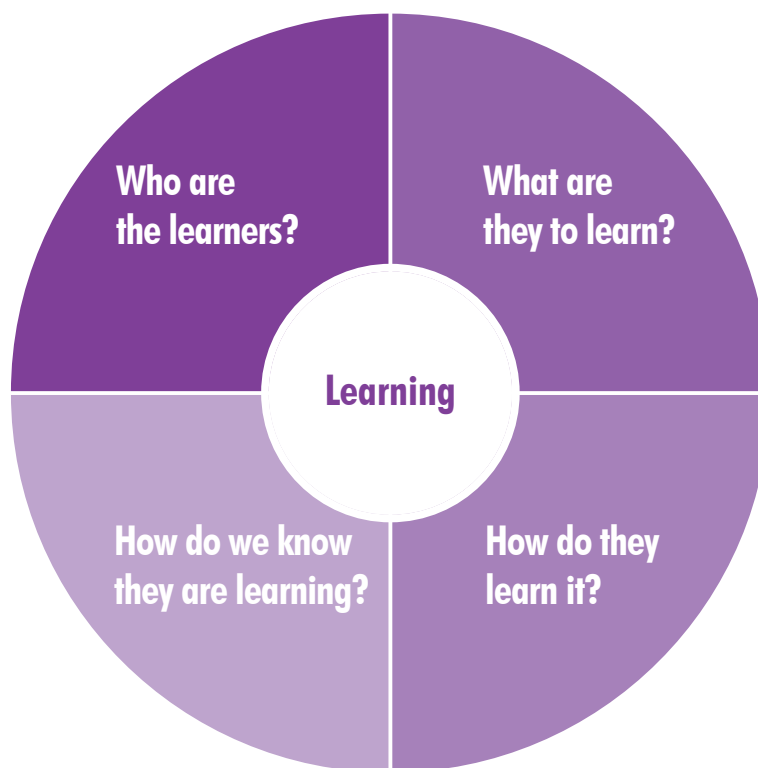 Who are
the learners?
What are
they to learn?
Learning
How do we know
they are learning?
How do they
learn it?